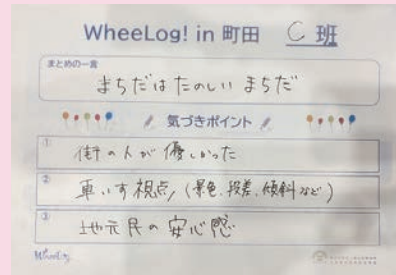 WheeLog! in 町田 C 班
まとめの一言
まちだは たのしい まちだ
気づきポイント
① 街の人が優しかった
② 車いす視点（景色、段差、傾斜など）
③ 地元民の安心感
WheeLog!